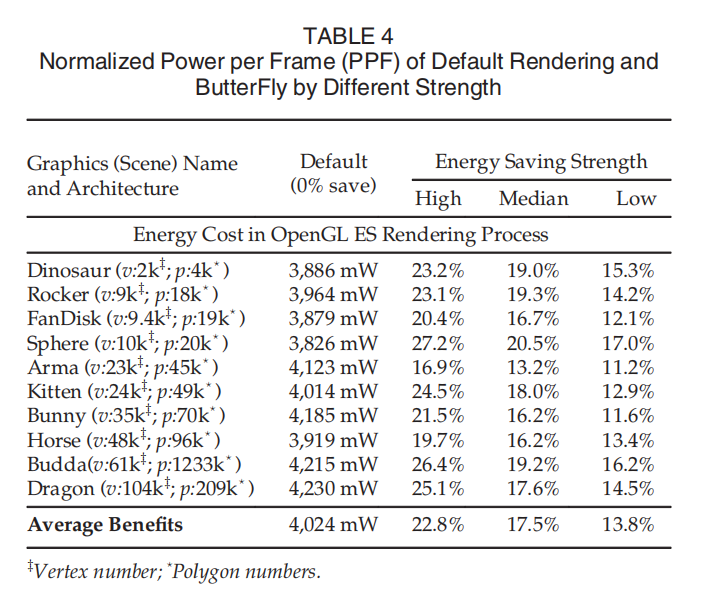 TABLE 4
Normalized Power per Frame (PPF) of Default Rendering and
ButterFly by Different Strength
Graphics (Scene) Name and Architecture Default (0% save) Energy Saving Strength
High Median Low
Energy Cost in OpenGL ES Rendering Process
Dinosaur (v:2k‡; p:4k*) 3,886 mW 23.2% 19.0% 15.3%
Rocker (v:9k‡; p:18k*) 3,964 mW 23.1% 19.3% 14.2%
FanDisk (v:9.4k‡; p:19k*) 3,879 mW 20.4% 16.7% 12.1%
Sphere (v:10k‡; p:20k*) 3,826 mW 27.2% 20.5% 17.0%
Arma (v:23k‡; p:45k*) 4,123 mW 16.9% 13.2% 11.2%
Kitten (v:24k‡; p:49k*) 4,014 mW 24.5% 18.0% 12.9%
Bunny (v:35k‡; p:70k*) 4,185 mW 21.5% 16.2% 11.6%
Horse (v:48k‡; p:96k*) 3,919 mW 19.7% 16.2% 13.4%
Budda(v:61k‡; p:1233k*) 4,215 mW 26.4% 19.2% 16.2%
Dragon (v:104k‡; p:209k*) 4,230 mW 25.1% 17.6% 14.5%
Average Benefits 4,024 mW 22.8% 17.5% 13.8%
‡Vertex number; *Polygon numbers.